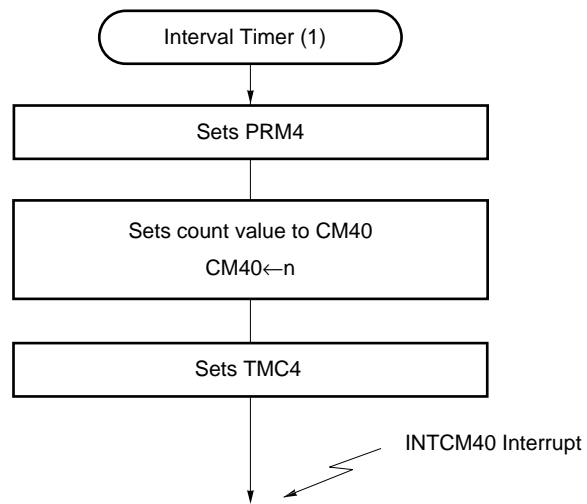 Interval Timer (1)
Sets PRM4
Sets count value to CM40
CM40←n
Sets TMC4
INTCM40 Interrupt